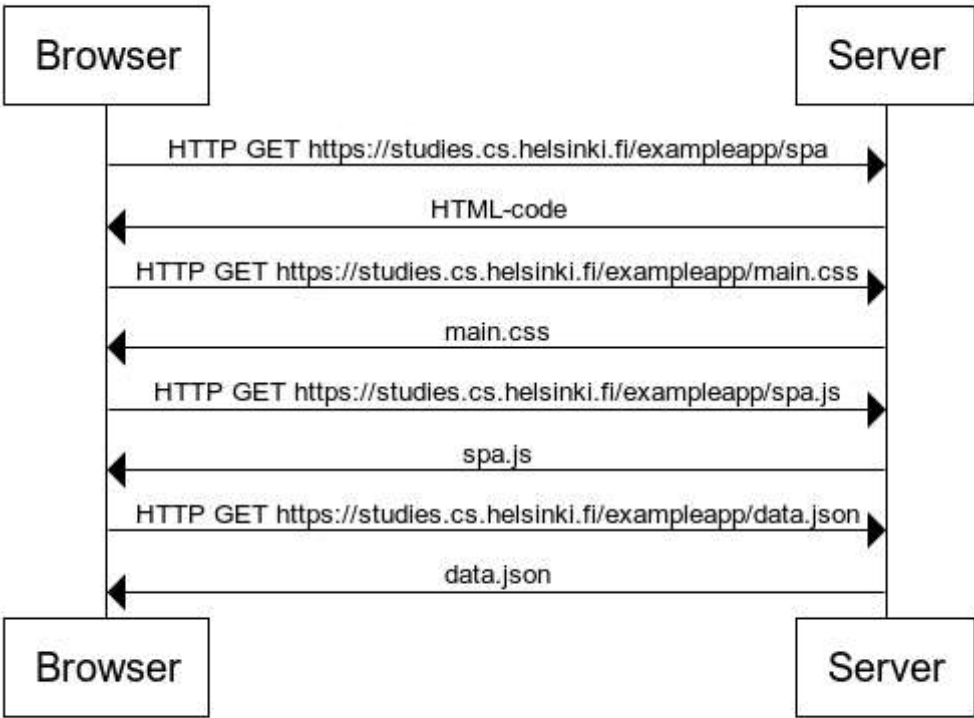 Browser
Server
HTTP GET https://studies.cs.helsinki.fi/exampleapp/spa
HTML-code
HTTP GET https://studies.cs.helsinki.fi/exampleapp/main.css
main.css
HTTP GET https://studies.cs.helsinki.fi/exampleapp/spa.js
spa.js
HTTP GET https://studies.cs.helsinki.fi/exampleapp/data.json
data.json
Browser
Server